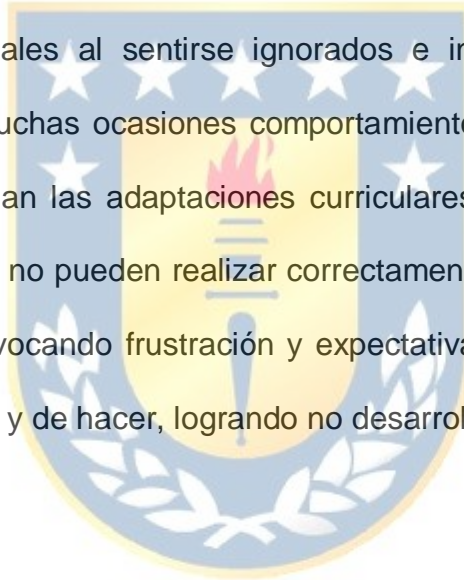 ales al sentirse ignorados e in
uchas ocasiones comportamiento
an las adaptaciones curriculares
no pueden realizar correctamen
vocando frustración y expectativa
y de hacer, logrando no desarrol